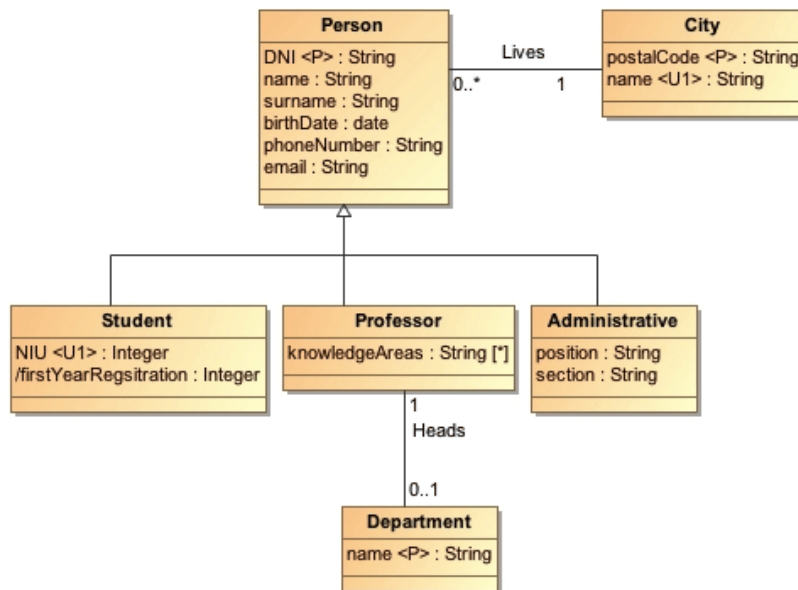 Person
DNI <P> : String
name : String
surname : String
birthDate : date
phoneNumber : String
email : String
Lives
0..*
1
City
postalCode <P> : String
name <U1> : String
Student
NIU <U1> : Integer
/firstYearRegsitration : Integer
Professor
knowledgeAreas : String [*]
Administrative
position : String
section : String
1
Heads
0..1
Department
name <P> : String